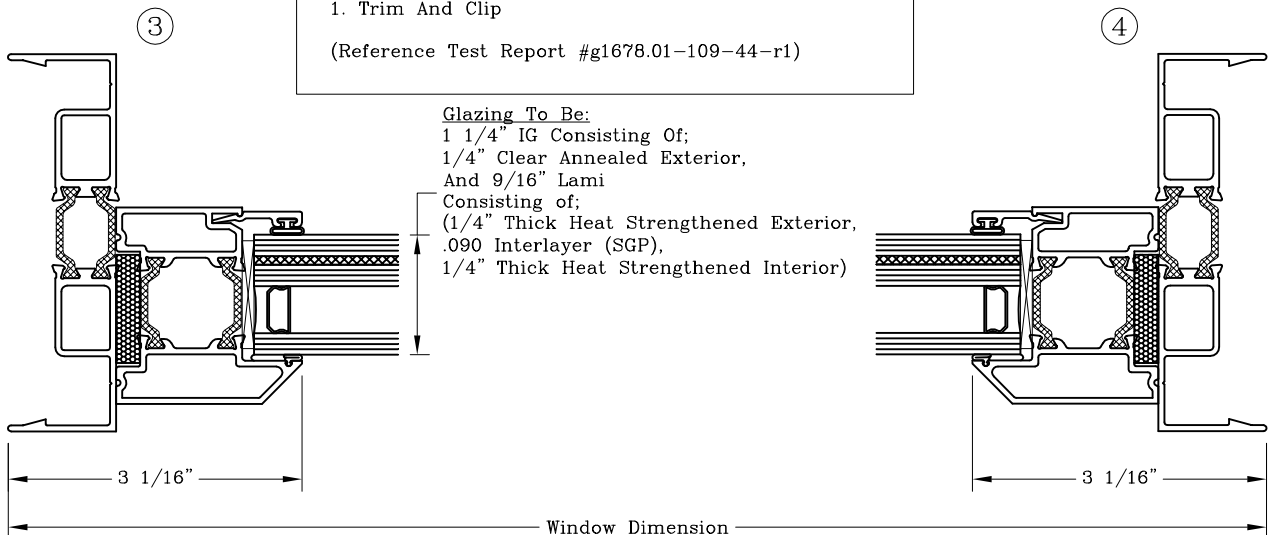 3
1. Trim And Clip
4
(Reference Test Report #g1678.01-109-44-r1)
Glazing To Be:
1 1/4" IG Consisting Of;
1/4" Clear Annealed Exterior,
And 9/16" Lami
Consisting of;
(1/4" Thick Heat Strengthened Exterior,
.090 Interlayer (SGP),
1/4" Thick Heat Strengthened Interior)
3 1/16"
3 1/16"
Window Dimension